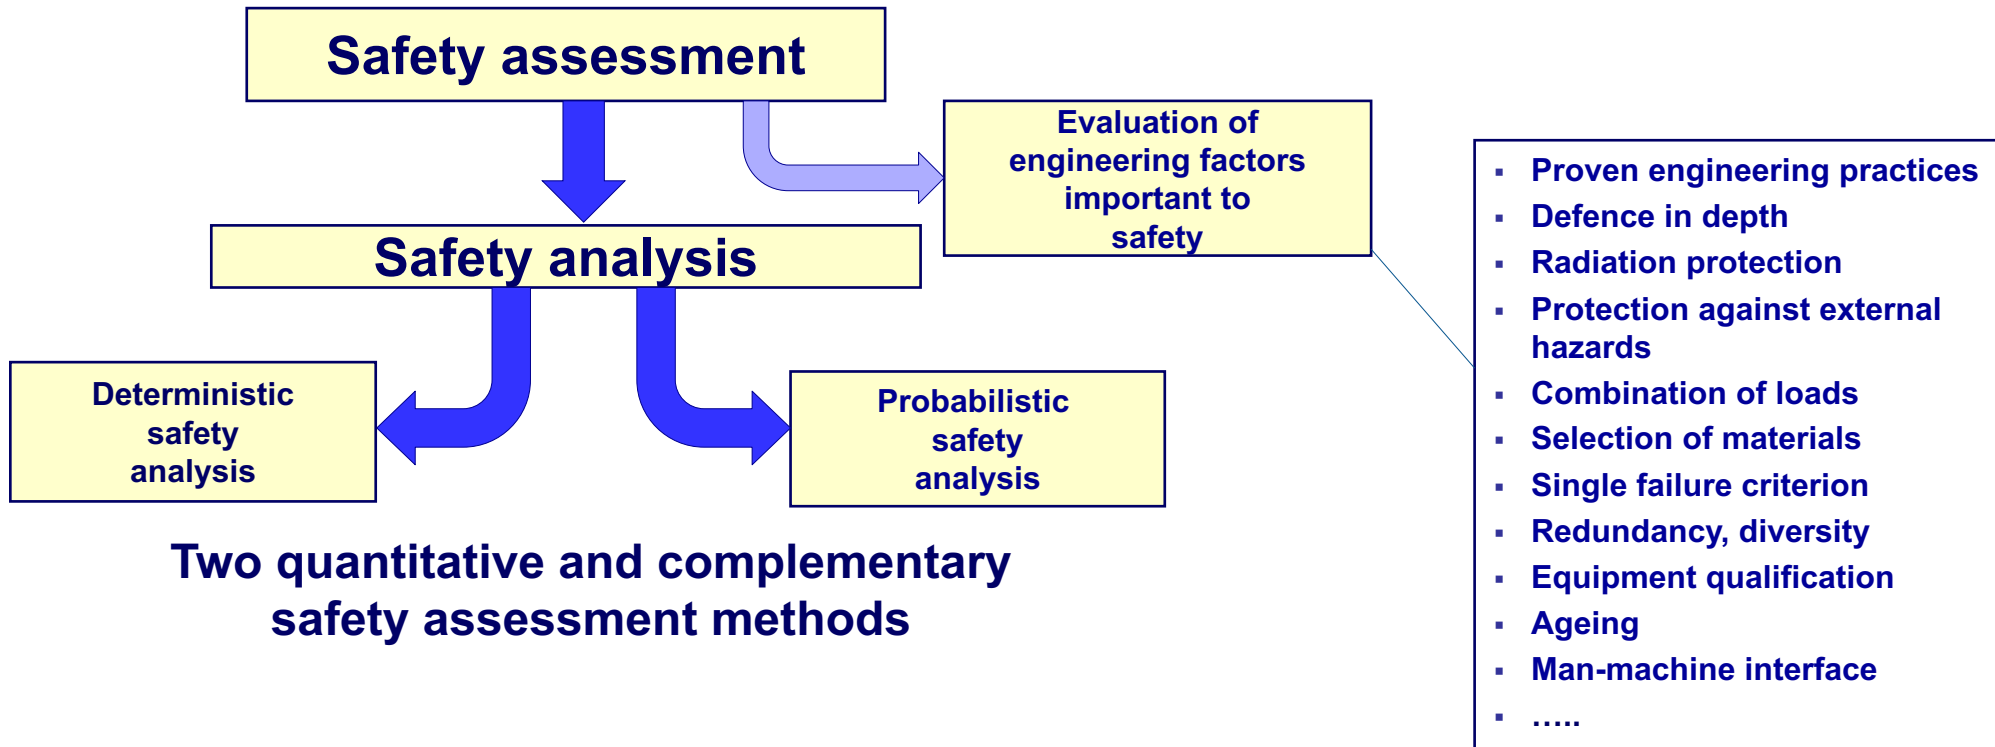 Safety assessment
Evaluation of
engineering factors
important to
safety
Safety analysis
Deterministic
safety
analysis
Probabilistic
safety
analysis
Two quantitative and complementary
safety assessment methods
▪ Proven engineering practices
▪ Defence in depth
▪ Radiation protection
▪ Protection against external
hazards
▪ Combination of loads
▪ Selection of materials
▪ Single failure criterion
▪ Redundancy, diversity
▪ Equipment qualification
▪ Ageing
▪ Man-machine interface
▪ …..